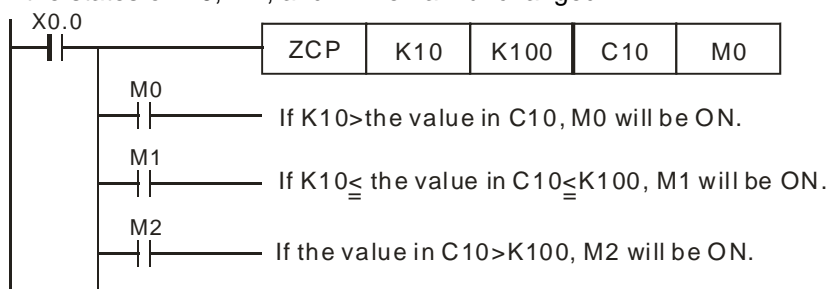 X0.0
ZCP K10 K100 C10 M0
M0
If K10>the value in C10, M0 will be ON.
M1
If K10≦ the value in C10≦K100, M1 will be ON.
M2
If the value in C10>K100, M2 will be ON.